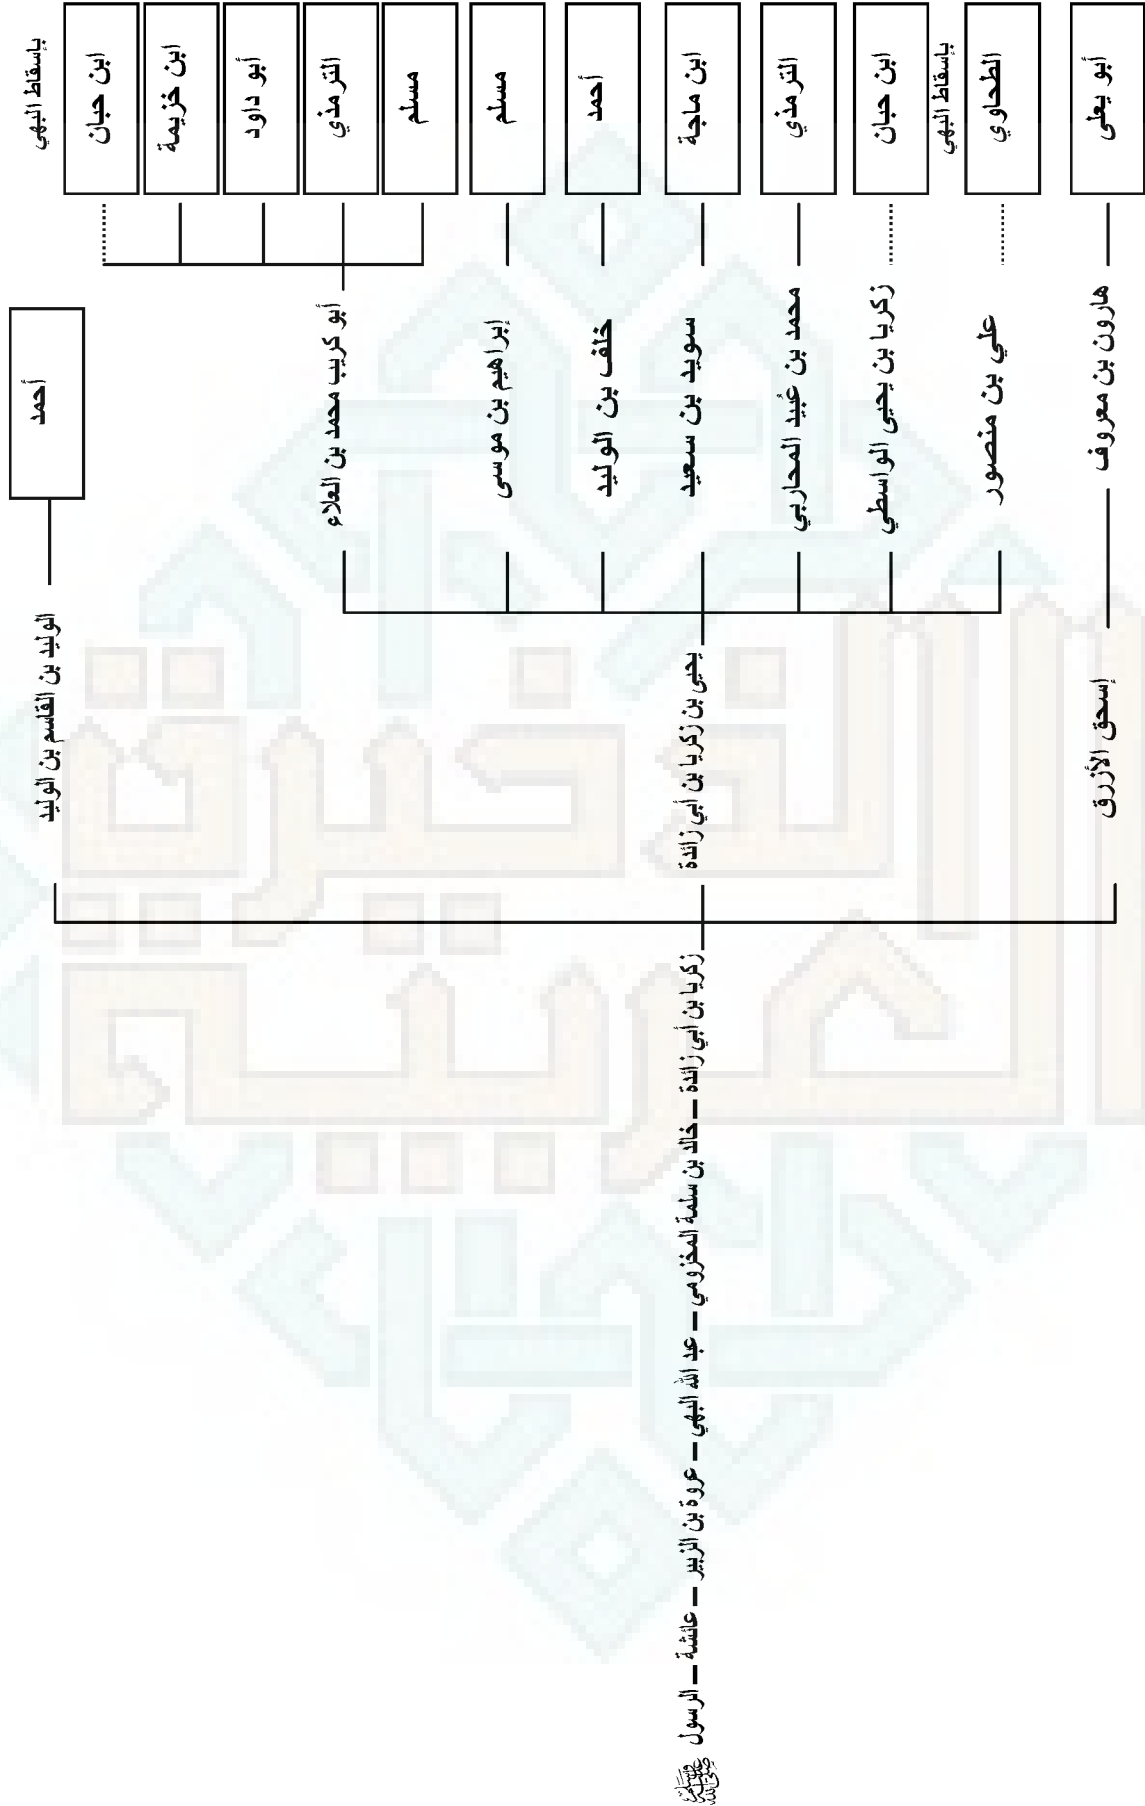 أبو يعلى
الطحاوي
بإسقاط البهي
ابن حبان
الترمذي
ابن ماجة
أحمد
مسلم
مسلم
الترمذي
أبو داود
ابن خزيمة
ابن حبان
بإسقاط البهي
هارون بن معروف
علي بن منصور
زكريا بن يحيى الواسطي
محمد بن عُبيد المحاربي
سويد بن سعيد
خلف بن الوليد
إبراهيم بن موسى
أبو كريب محمد بن العلاء
أحمد
إسحق الأزرق
يحيى بن زكريا بن أبي زائدة
الوليد بن القاسم بن الوليد
زكريا بن أبي زائدة — خالد بن سلمة المخزومي — عبد الله البهي — عروة بن الزبير — عائشة — الرسول ﷺ
النخيرة
العربية